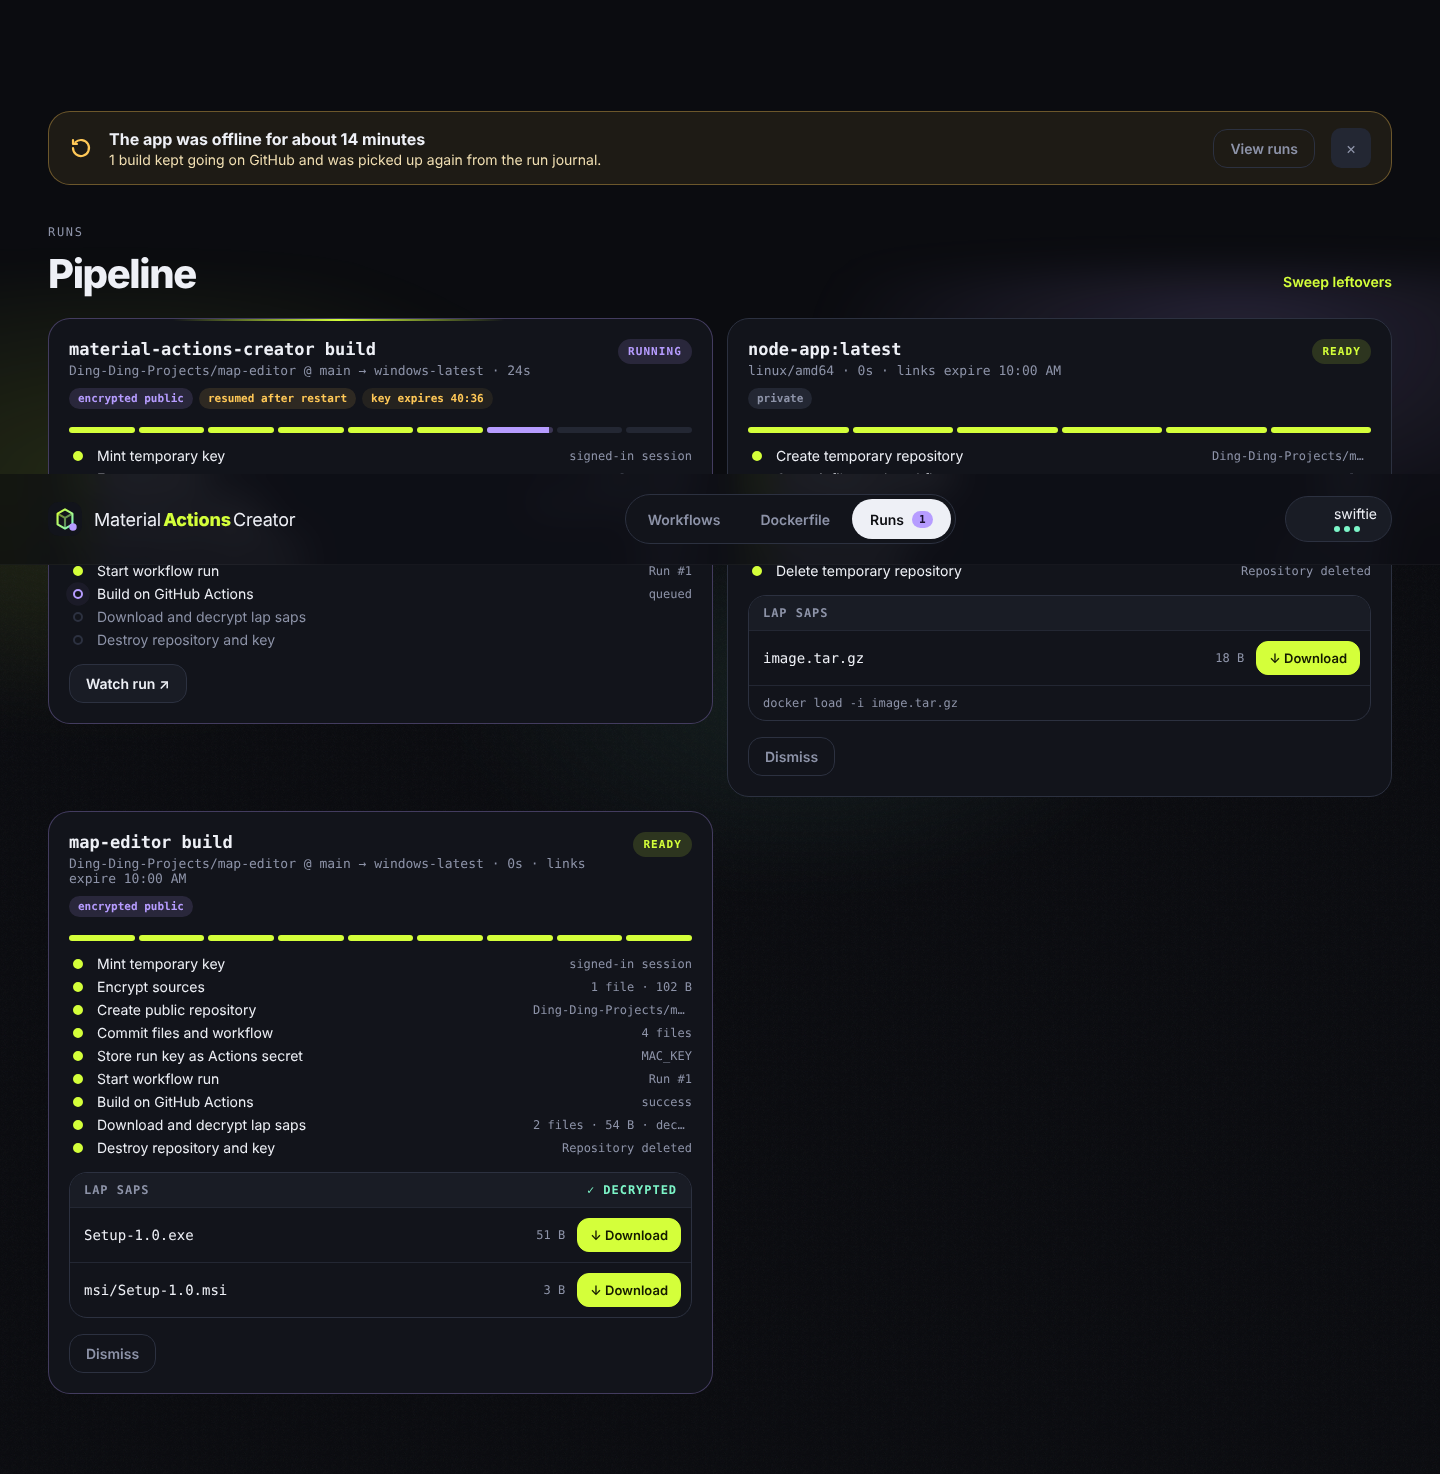 The app was offline for about 14 minutes
1 build kept going on GitHub and was picked up again from the run journal.
View runs
×
RUNS
Pipeline
Sweep leftovers
material-actions-creator build
RUNNING
Ding-Ding-Projects/map-editor @ main → windows-latest · 24s
encrypted public
resumed after restart
key expires 40:36
Mint temporary key
signed-in session
node-app:latest
READY
linux/amd64 · 0s · links expire 10:00 AM
private
Create temporary repository
Ding-Ding-Projects/m…
Material Actions Creator
Workflows
Dockerfile
Runs 1
swiftie
Start workflow run
Run #1
Build on GitHub Actions
queued
Download and decrypt lap saps
Destroy repository and key
Watch run ↗
Delete temporary repository
Repository deleted
LAP SAPS
image.tar.gz
18 B
↓ Download
docker load -i image.tar.gz
Dismiss
map-editor build
READY
Ding-Ding-Projects/map-editor @ main → windows-latest · 0s · links
expire 10:00 AM
encrypted public
Mint temporary key
signed-in session
Encrypt sources
1 file · 102 B
Create public repository
Ding-Ding-Projects/m…
Commit files and workflow
4 files
Store run key as Actions secret
MAC_KEY
Start workflow run
Run #1
Build on GitHub Actions
success
Download and decrypt lap saps
2 files · 54 B · dec…
Destroy repository and key
Repository deleted
LAP SAPS
✓ DECRYPTED
Setup-1.0.exe
51 B
↓ Download
msi/Setup-1.0.msi
3 B
↓ Download
Dismiss